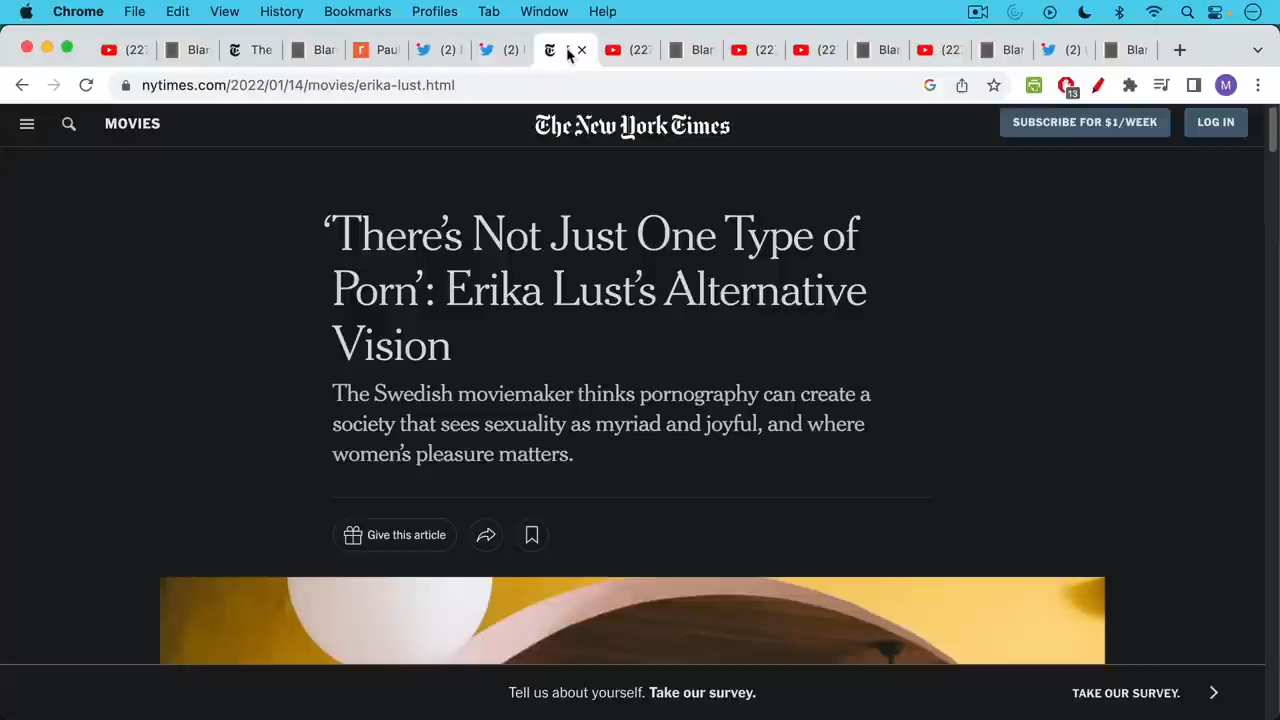 Chrome File Edit View History Bookmarks Profiles Tab Window Help
(22 Blar The Blar Pau (2) (2) (22 Blar (22 (22 Blar (22 Blar (2) Blar
nytimes.com/2022/01/14/movies/erika-lust.html
13
M
MOVIES
The New York Times
SUBSCRIBE FOR $1/WEEK
LOG IN
‘There’s Not Just One Type of
Porn’: Erika Lust’s Alternative
Vision
The Swedish moviemaker thinks pornography can create a
society that sees sexuality as myriad and joyful, and where
women’s pleasure matters.
Give this article
Tell us about yourself. Take our survey.
TAKE OUR SURVEY.